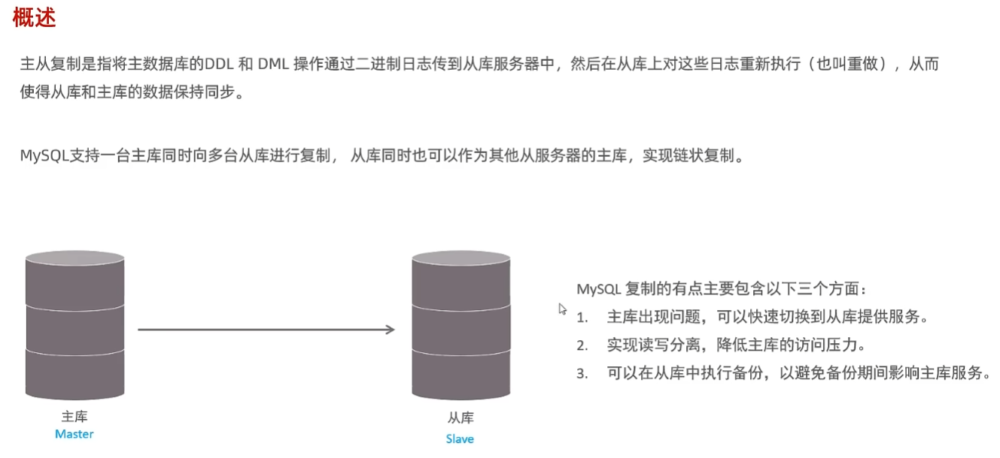 概述
主从复制是指将主数据库的DDL 和 DML 操作通过二进制日志传到从库服务器中，然后在从库上对这些日志重新执行（也叫重做），从而
使得从库和主库的数据保持同步。
MySQL支持一台主库同时向多台从库进行复制， 从库同时也可以作为其他从服务器的主库，实现链状复制。
MySQL 复制的有点主要包含以下三个方面：
1. 主库出现问题，可以快速切换到从库提供服务。
2. 实现读写分离，降低主库的访问压力。
3. 可以在从库中执行备份，以避免备份期间影响主库服务。
主库
Master
从库
Slave